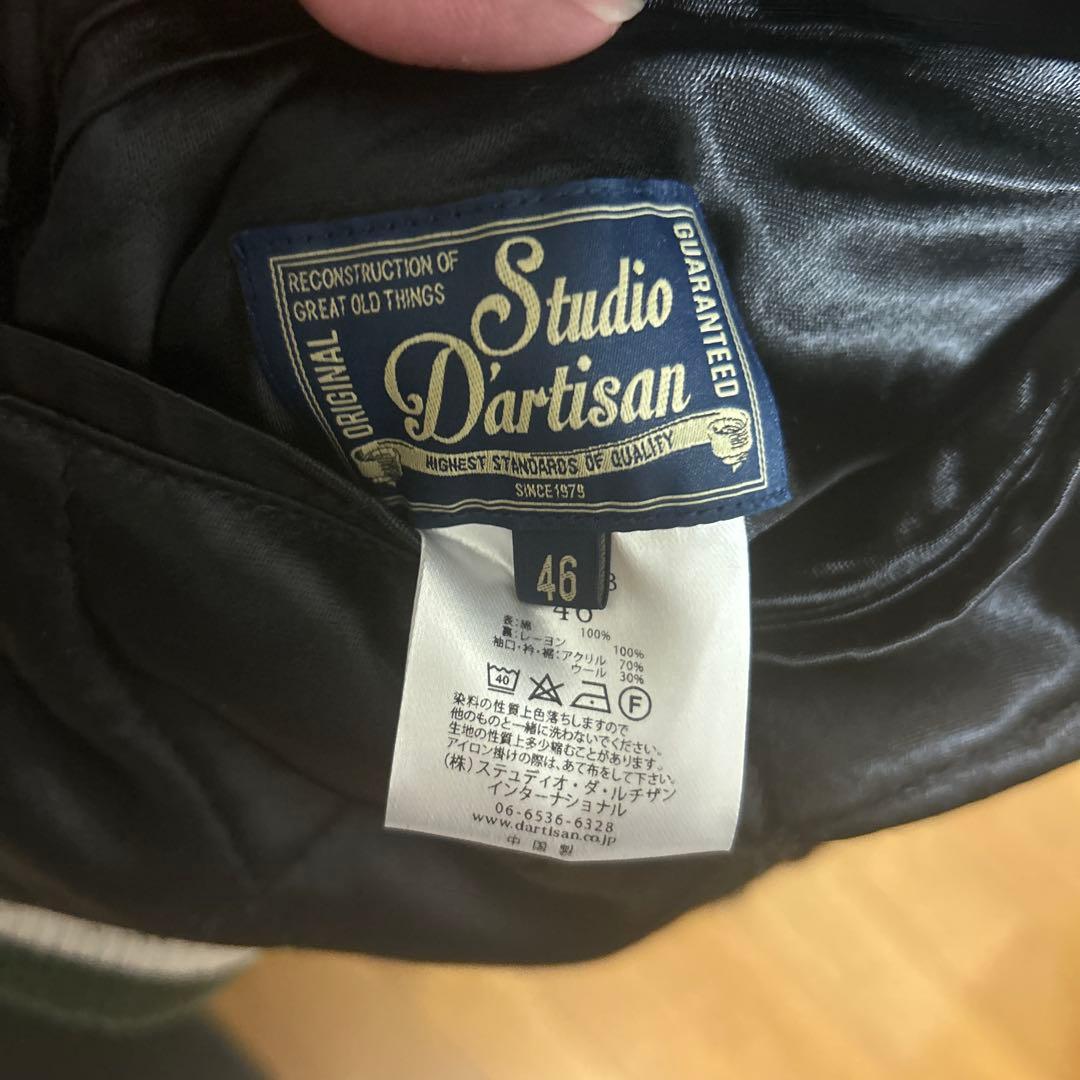 RECONSTRUCTION OF
GREAT OLD THINGS
Studio
D'artisan
ORIGINAL
GUARANTEED
HIGHEST STANDARDS OF QUALITY
SINCE 1979
46
46
表:綿 100%
裏:レーヨン 100%
袖口・衿・裾:アクリル 70%
ウール 30%
40
F
染料の性質上色落ちしますので
他のものと一緒に洗わないでください。
生地の性質上多少縮むことがあります。
アイロン掛けの際は、あて布をして下さい。
(株)ステュディオ・ダ・ルチザン
インターナショナル
06-6536-6328
www.dartisan.co.jp
中国製